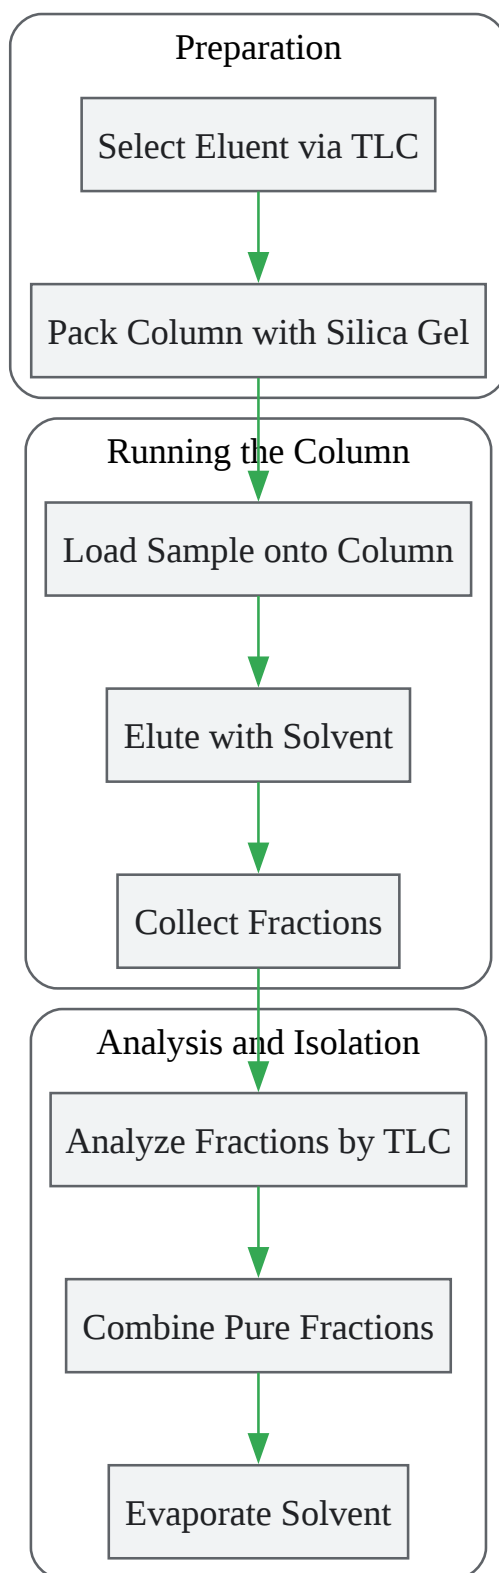 Preparation
Select Eluent via TLC
Pack Column with Silica Gel
Running the Column
Load Sample onto Column
Elute with Solvent
Collect Fractions
Analysis and Isolation
Analyze Fractions by TLC
Combine Pure Fractions
Evaporate Solvent